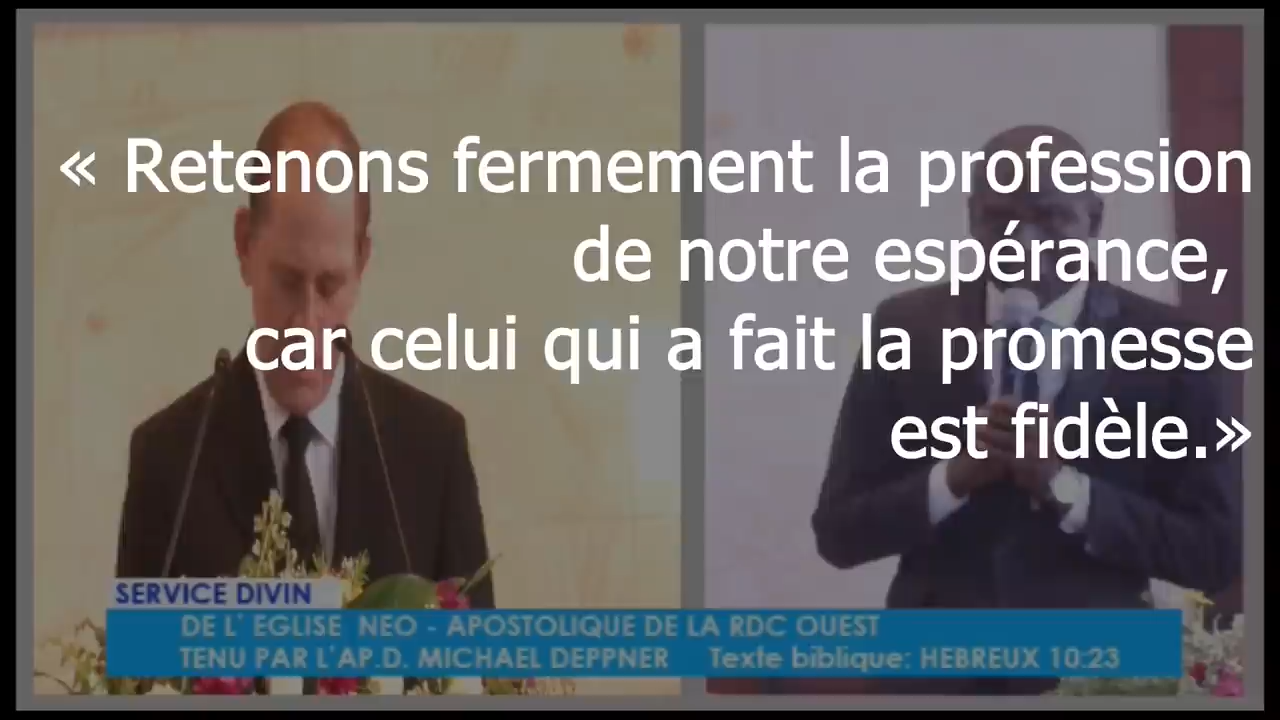 « Retenons fermement la profession
de notre espérance,
car celui qui a fait la promesse
est fidèle.»
SERVICE DIVIN
DE L' EGLISE NEO - APOSTOLIQUE DE LA RDC OUEST
TENU PAR L'AP.D. MICHAEL DEPPNER Texte biblique: HEBREUX 10:23